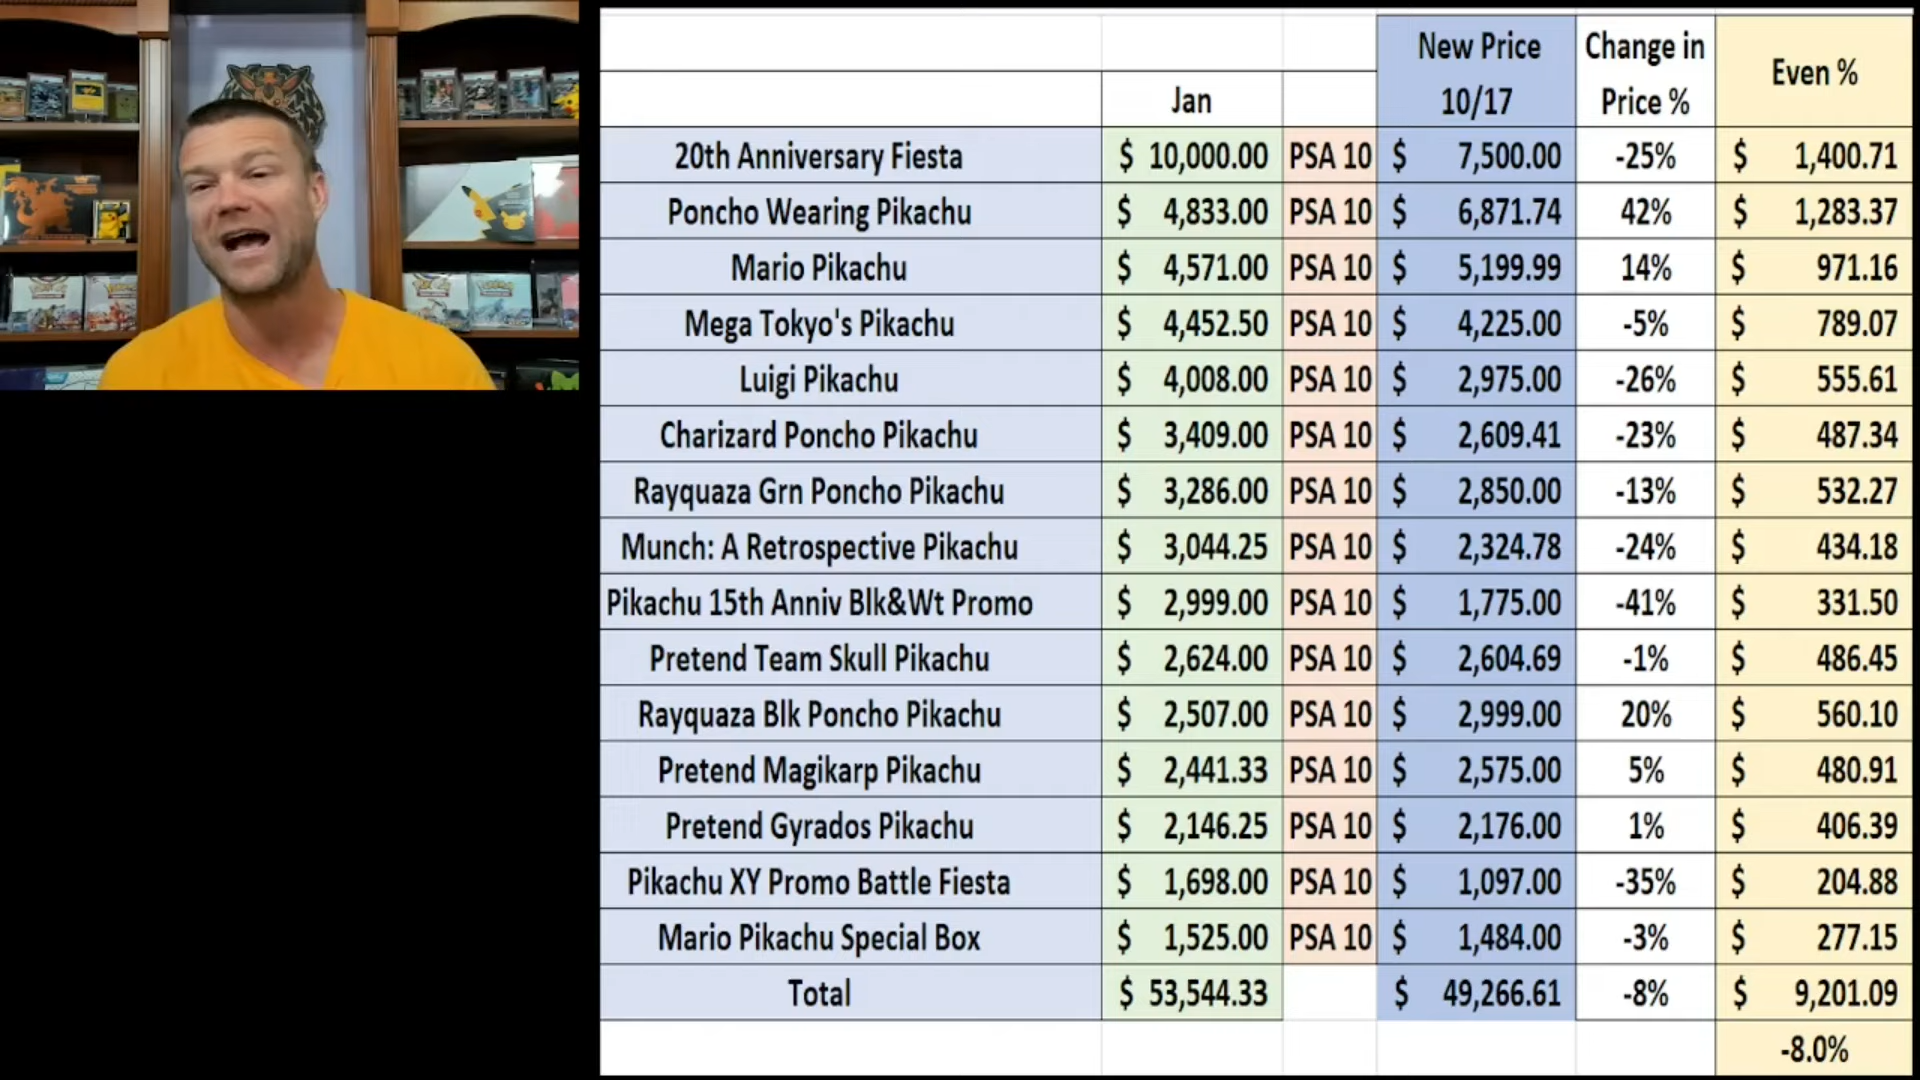 New Price Change in Even %
Jan 10/17 Price %
20th Anniversary Fiesta $ 10,000.00 PSA 10 $ 7,500.00 -25% $ 1,400.71
Poncho Wearing Pikachu $ 4,833.00 PSA 10 $ 6,871.74 42% $ 1,283.37
Mario Pikachu $ 4,571.00 PSA 10 $ 5,199.99 14% $ 971.16
Mega Tokyo's Pikachu $ 4,452.50 PSA 10 $ 4,225.00 -5% $ 789.07
Luigi Pikachu $ 4,008.00 PSA 10 $ 2,975.00 -26% $ 555.61
Charizard Poncho Pikachu $ 3,409.00 PSA 10 $ 2,609.41 -23% $ 487.34
Rayquaza Grn Poncho Pikachu $ 3,286.00 PSA 10 $ 2,850.00 -13% $ 532.27
Munch: A Retrospective Pikachu $ 3,044.25 PSA 10 $ 2,324.78 -24% $ 434.18
Pikachu 15th Anniv Blk&Wt Promo $ 2,999.00 PSA 10 $ 1,775.00 -41% $ 331.50
Pretend Team Skull Pikachu $ 2,624.00 PSA 10 $ 2,604.69 -1% $ 486.45
Rayquaza Blk Poncho Pikachu $ 2,507.00 PSA 10 $ 2,999.00 20% $ 560.10
Pretend Magikarp Pikachu $ 2,441.33 PSA 10 $ 2,575.00 5% $ 480.91
Pretend Gyrados Pikachu $ 2,146.25 PSA 10 $ 2,176.00 1% $ 406.39
Pikachu XY Promo Battle Fiesta $ 1,698.00 PSA 10 $ 1,097.00 -35% $ 204.88
Mario Pikachu Special Box $ 1,525.00 PSA 10 $ 1,484.00 -3% $ 277.15
Total $ 53,544.33 $ 49,266.61 -8% $ 9,201.09
-8.0%